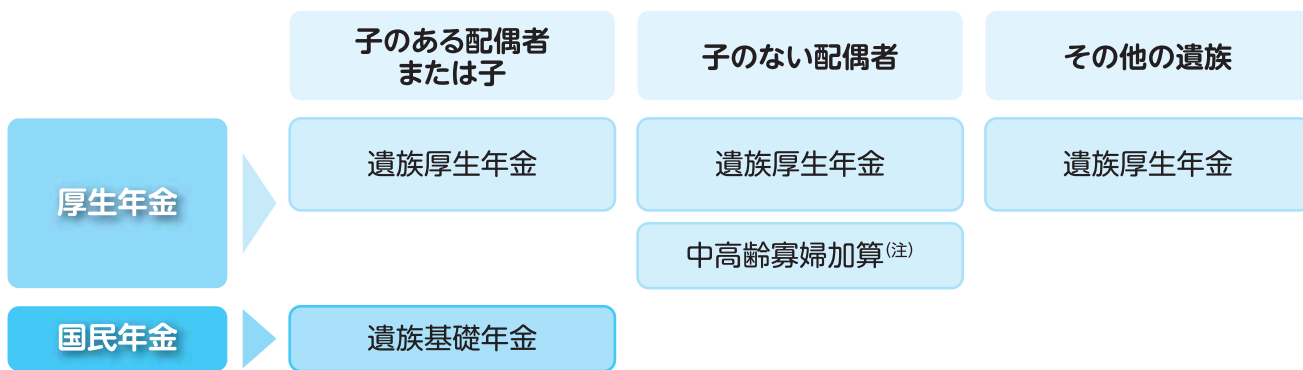 子のある配偶者
または子
子のない配偶者
その他の遺族
厚生年金
遺族厚生年金
遺族厚生年金
遺族厚生年金
中高齢寡婦加算(注)
国民年金
遺族基礎年金